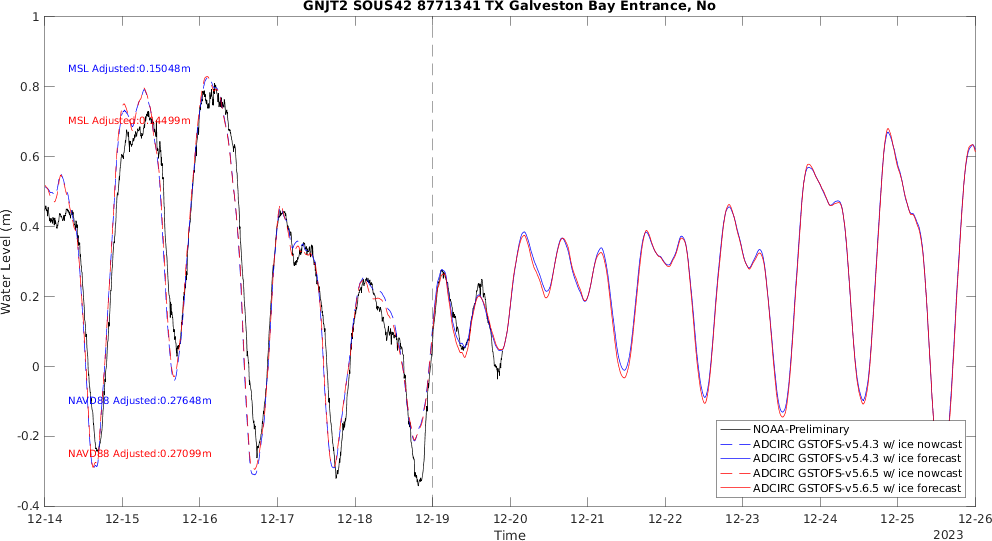 GNJT2 SOUS42 8771341 TX Galveston Bay Entrance, No
1
0.8
0.6
0.4
0.2
0
-0.2
-0.4
Water Level (m)
MSL Adjusted:0.15048m
MSL Adjusted:0.14499m
NAVD88 Adjusted:0.27648m
NAVD88 Adjusted:0.27099m
NOAA-Preliminary
ADCIRC GSTOFS-v5.4.3 w/ ice nowcast
ADCIRC GSTOFS-v5.4.3 w/ ice forecast
ADCIRC GSTOFS-v5.6.5 w/ ice nowcast
ADCIRC GSTOFS-v5.6.5 w/ ice forecast
12-14 12-15 12-16 12-17 12-18 12-19 12-20 12-21 12-22 12-23 12-24 12-25 12-26
Time
2023